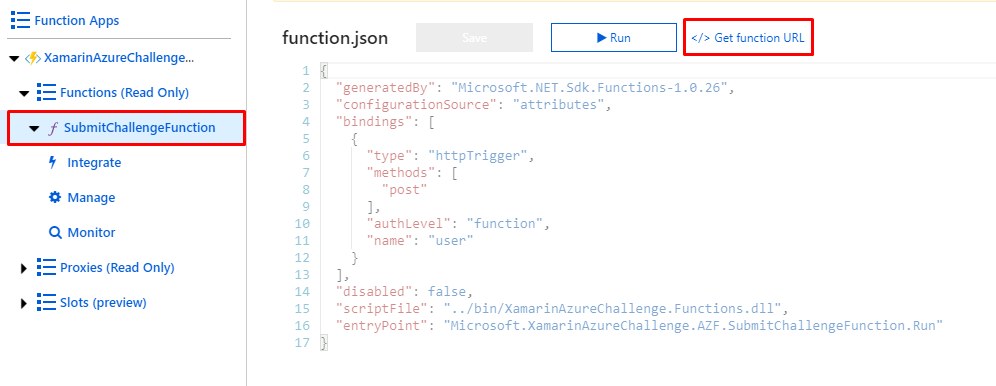 Function Apps
XamarinAzureChallenge...
Functions (Read Only)
SubmitChallengeFunction
Integrate
Manage
Monitor
Proxies (Read Only)
Slots (preview)
function.json
Save
Run
</> Get function URL
1 {
2 "generatedBy": "Microsoft.NET.Sdk.Functions-1.0.26",
3 "configurationSource": "attributes",
4 "bindings": [
5 {
6 "type": "httpTrigger",
7 "methods": [
8 "post"
9 ],
10 "authLevel": "function",
11 "name": "user"
12 }
13 ],
14 "disabled": false,
15 "scriptFile": "../bin/XamarinAzureChallenge.Functions.dll",
16 "entryPoint": "Microsoft.XamarinAzureChallenge.AZF.SubmitChallengeFunction.Run"
17 }